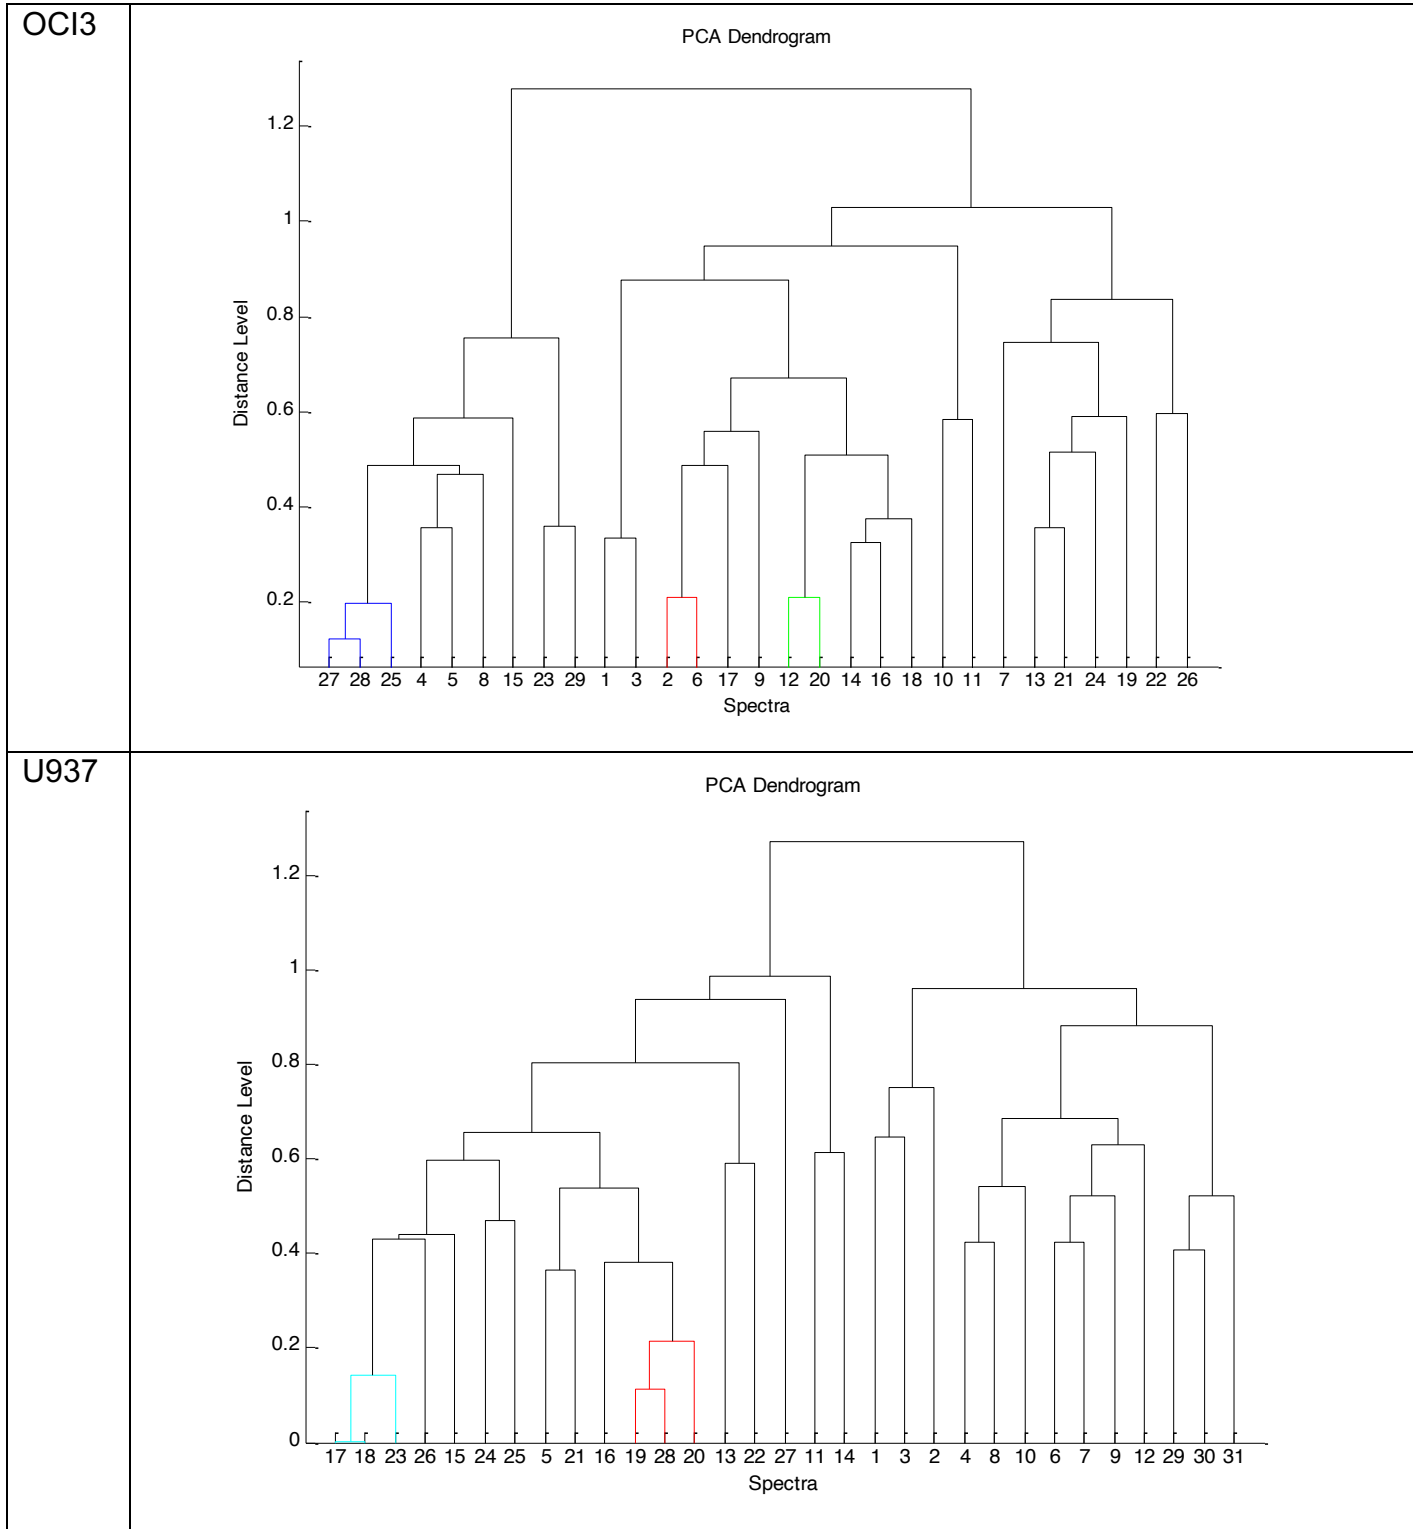 OCI3
PCA Dendrogram
1.2
1
0.8
0.6
0.4
0.2
Distance Level
27 28 25 4 5 8 15 23 29 1 3 2 6 17 9 12 20 14 16 18 10 11 7 13 21 24 19 22 26
Spectra
U937
PCA Dendrogram
1.2
1
0.8
0.6
0.4
0.2
0
Distance Level
17 18 23 26 15 24 25 5 21 16 19 28 20 13 22 27 11 14 1 3 2 4 8 10 6 7 9 12 29 30 31
Spectra